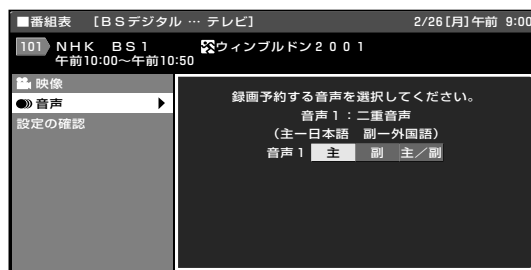 ■番組表 [BSデジタル … テレビ] 2/26[月]午前 9:00
101 NHK BS1 ウィンブルドン2001
午前10:00〜午前10:50
映像
音声
設定の確認
録画予約する音声を選択してください。
音声1:二重音声
(主ー日本語 副ー外国語)
音声1 主 副 主/副